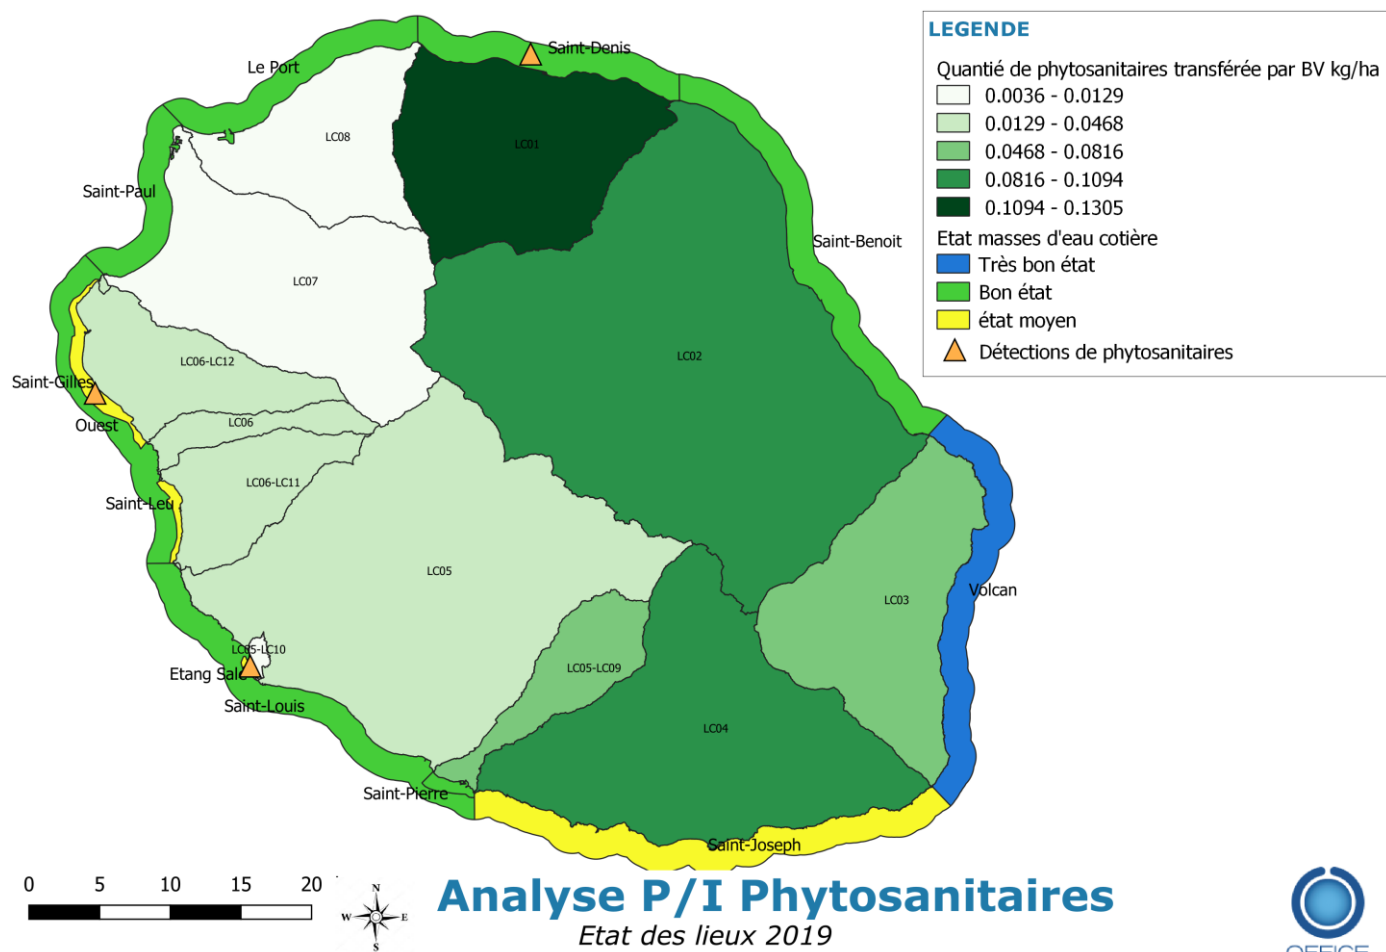 LEGENDE
Quantié de phytosanitaires transférée par BV kg/ha
0.0036 - 0.0129
0.0129 - 0.0468
0.0468 - 0.0816
0.0816 - 0.1094
0.1094 - 0.1305
Etat masses d'eau cotière
Très bon état
Bon état
état moyen
Détections de phytosanitaires
Saint-Denis
Le Port
LC08
LC01
Saint-Paul
Saint-Benoit
LC07
LC02
LC06-LC12
Saint-Gilles
Ouest
LC06
LC06-LC11
Saint-Leu
LC05
Volcan
LC03
LC05-LC10
LC05-LC09
Etang Salé
Saint-Louis
LC04
Saint-Pierre
Saint-Joseph
0 5 10 15 20
N
W E
S
Analyse P/I Phytosanitaires
Etat des lieux 2019
OFFICE